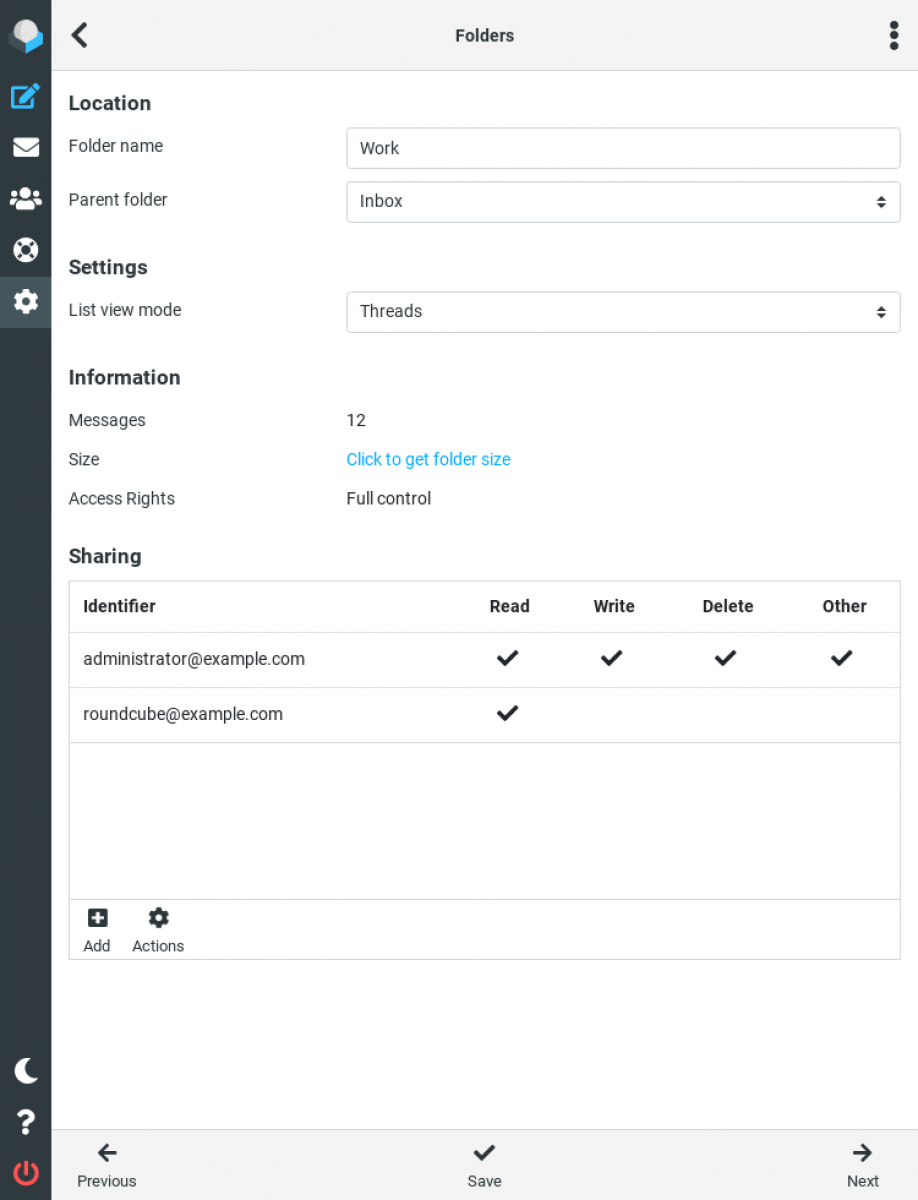 Folders
Location
Folder name Work
Parent folder Inbox
Settings
List view mode Threads
Information
Messages 12
Size Click to get folder size
Access Rights Full control
Sharing
Identifier Read Write Delete Other
administrator@example.com
roundcube@example.com
Add Actions
Previous Save Next